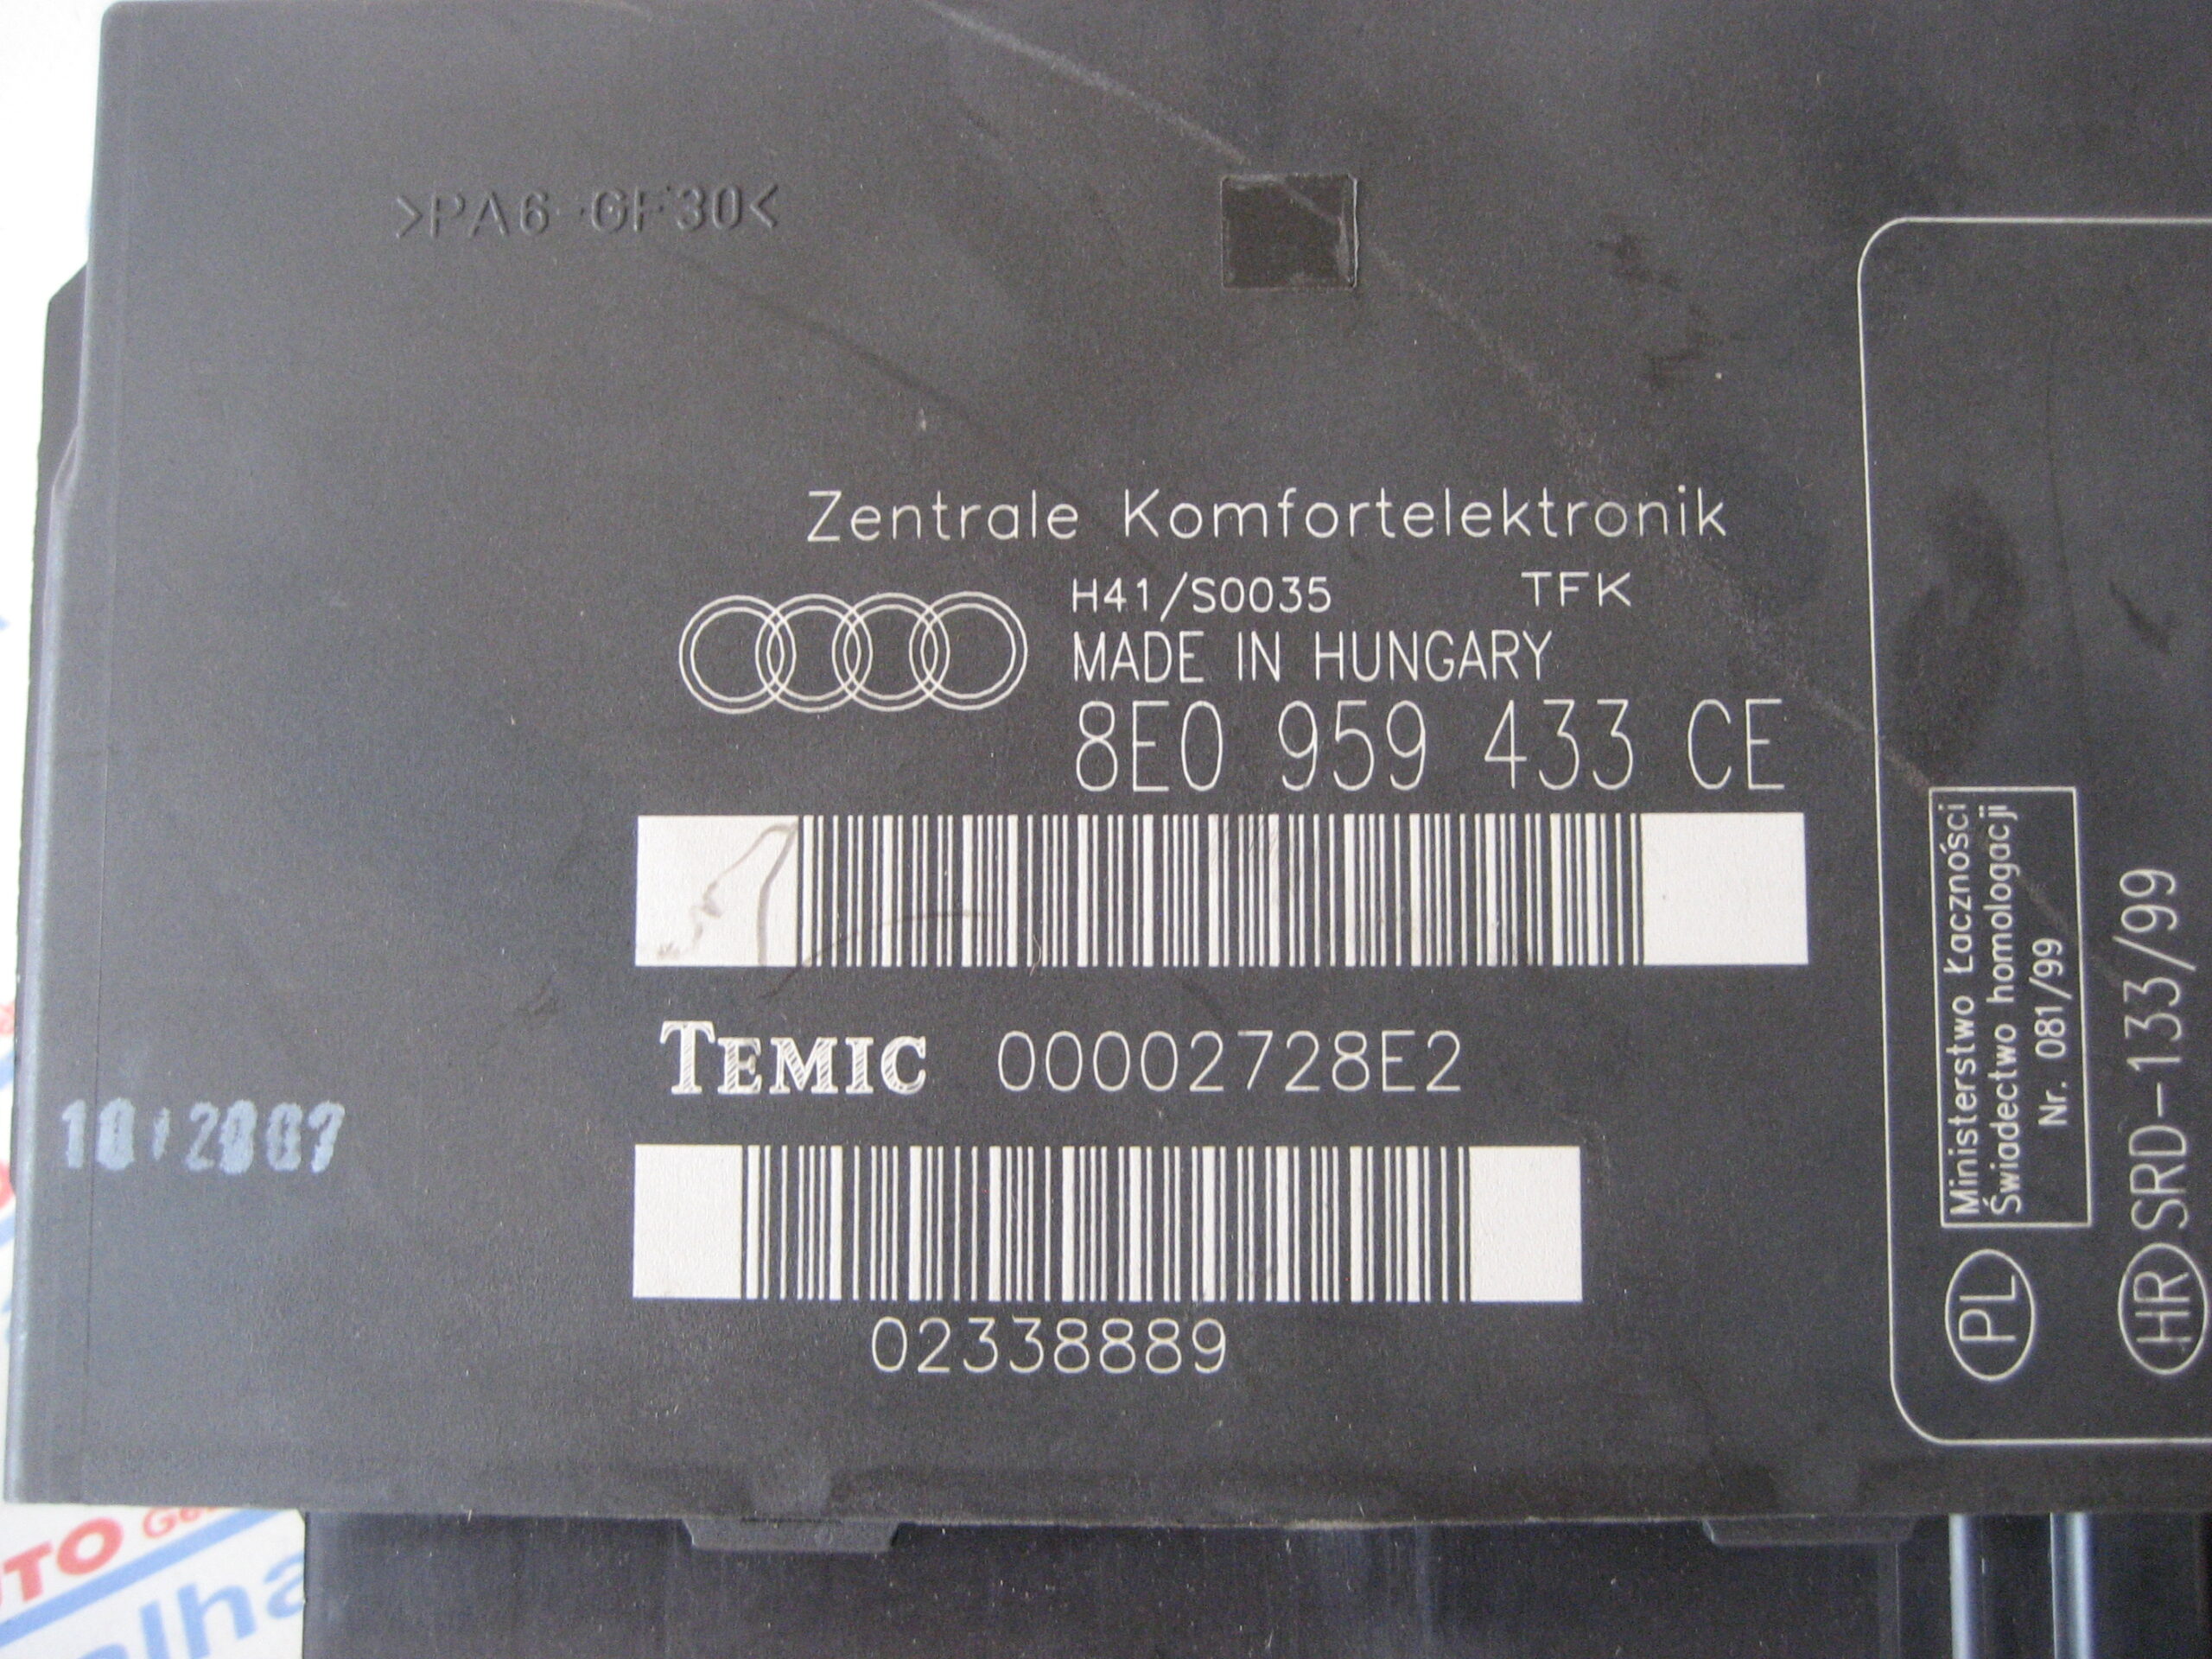 >PA6-GF30<
Zentrale Komfortelektronik
H41/S0035 TFK
MADE IN HUNGARY
8E0 959 433 CE
TEMIC 00002728E2
02338889
Ministerstwo Łączności
Świadectwo homologacji
Nr. 081/99
PL
HR SRD-133/99